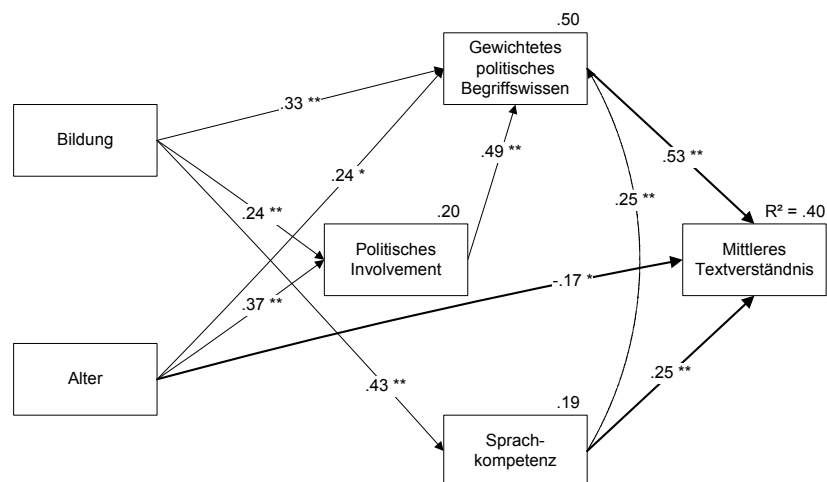 .50
Gewichtetes
politisches
Begriffswissen
.33 **
Bildung
.24 *
.49 **
.53 **
.24 **
.20
.25 **
R² = .40
Politisches
Involvement
Mittleres
Textverständnis
-.17 *
.37 **
Alter
.43 **
.25 **
.19
Sprach-
kompetenz